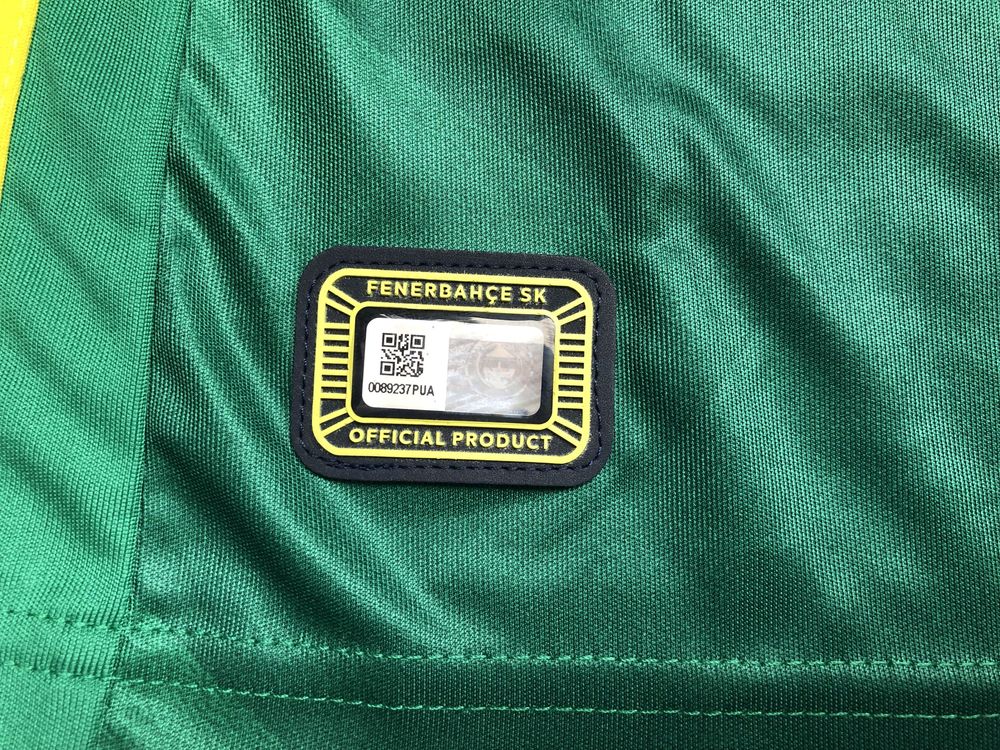 FENERBAHÇE SK
0089237PUA
OFFICIAL PRODUCT